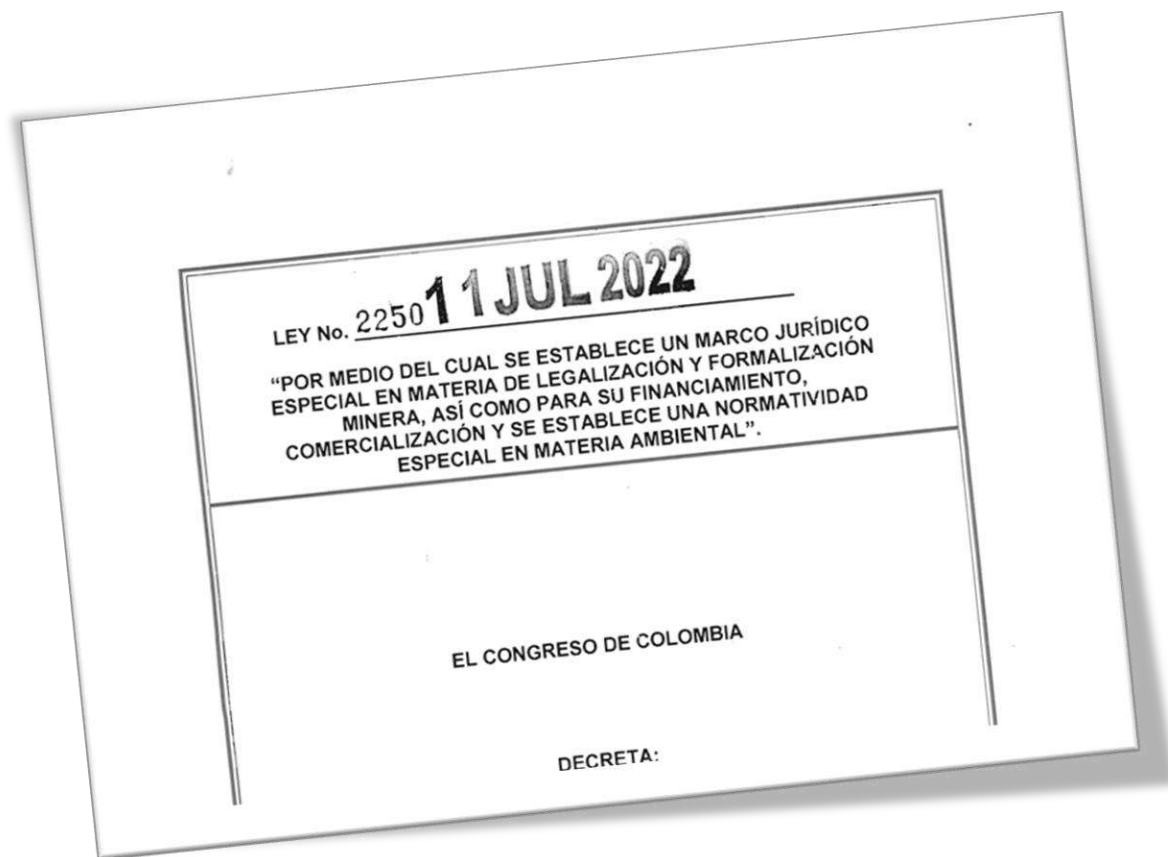 LEY No. 2250 11 JUL 2022
“POR MEDIO DEL CUAL SE ESTABLECE UN MARCO JURÍDICO
ESPECIAL EN MATERIA DE LEGALIZACIÓN Y FORMALIZACIÓN
MINERA, ASÍ COMO PARA SU FINANCIAMIENTO,
COMERCIALIZACIÓN Y SE ESTABLECE UNA NORMATIVIDAD
ESPECIAL EN MATERIA AMBIENTAL”.
EL CONGRESO DE COLOMBIA
DECRETA: